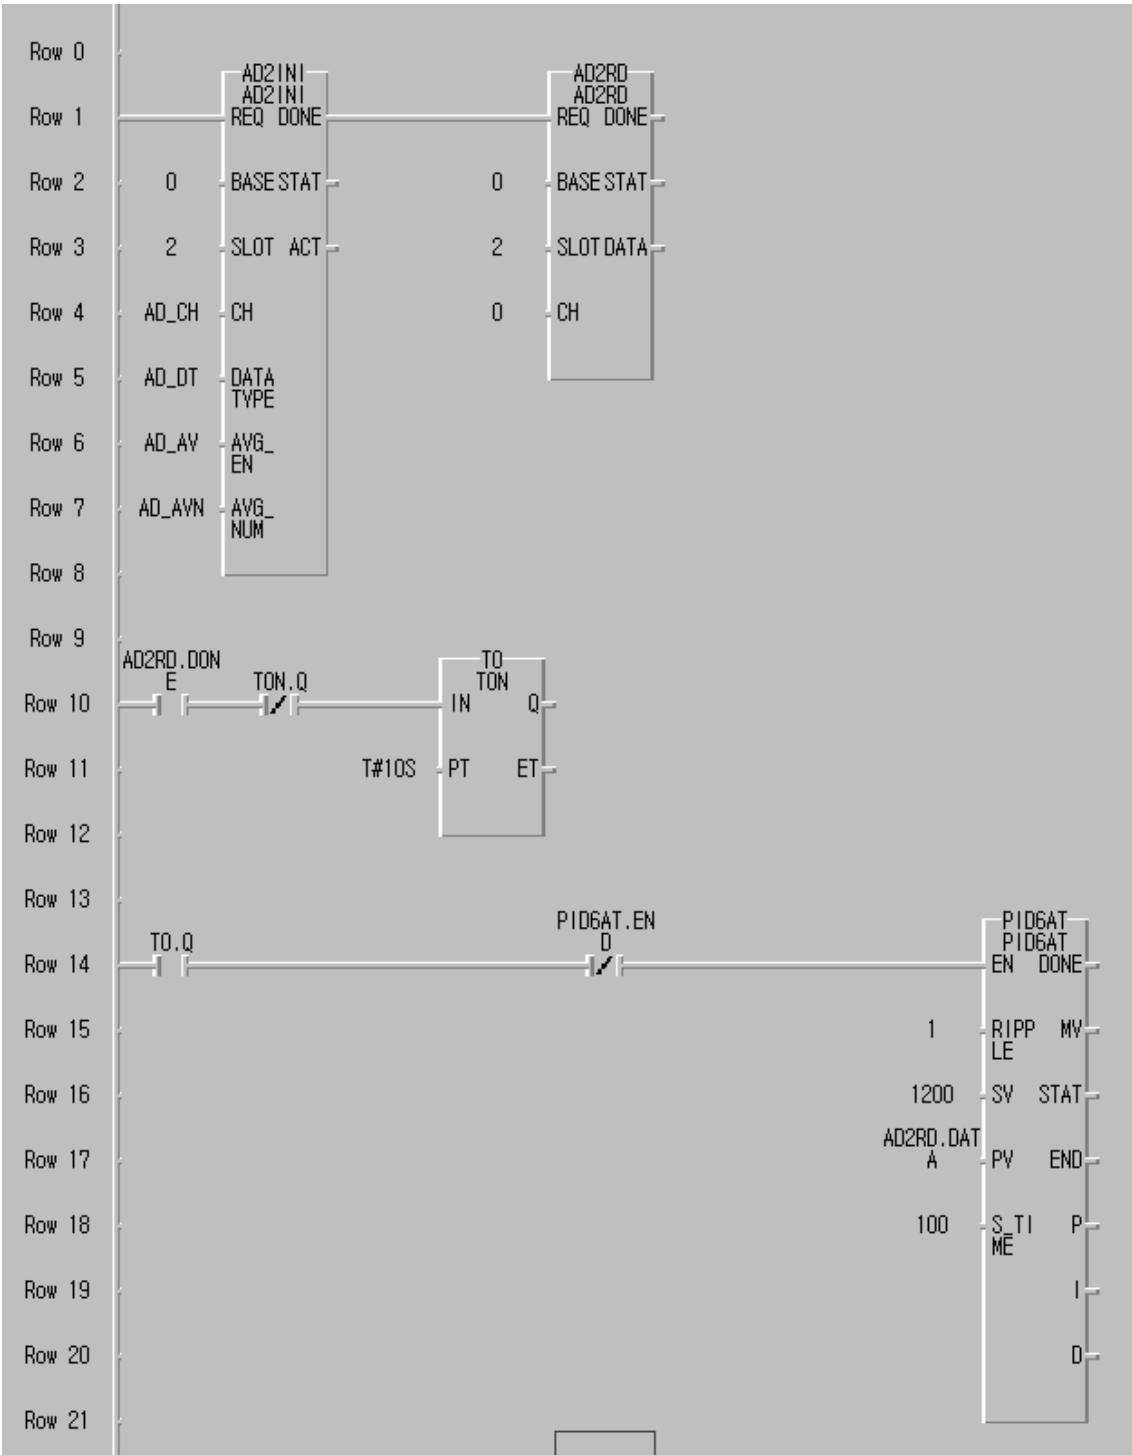 Row 0
AD2INI AD2RD
AD2INI AD2RD
Row 1 REQ DONE REQ DONE
Row 2 0 BASE STAT 0 BASE STAT
Row 3 2 SLOT ACT 2 SLOT DATA
Row 4 AD_CH CH 0 CH
Row 5 AD_DT DATA
TYPE
Row 6 AD_AV AVG_
EN
Row 7 AD_AVN AVG_
NUM
Row 8
Row 9
AD2RD.DON T0
E TON.Q TON
Row 10 IN Q
Row 11 T#10S PT ET
Row 12
Row 13
PID6AT.EN PID6AT
T0.Q D PID6AT
Row 14 EN DONE
Row 15 1 RIPP MV
LE
Row 16 1200 SV STAT
AD2RD.DAT
Row 17 A PV END
Row 18 100 S_TI P
ME
Row 19 I
Row 20 D
Row 21